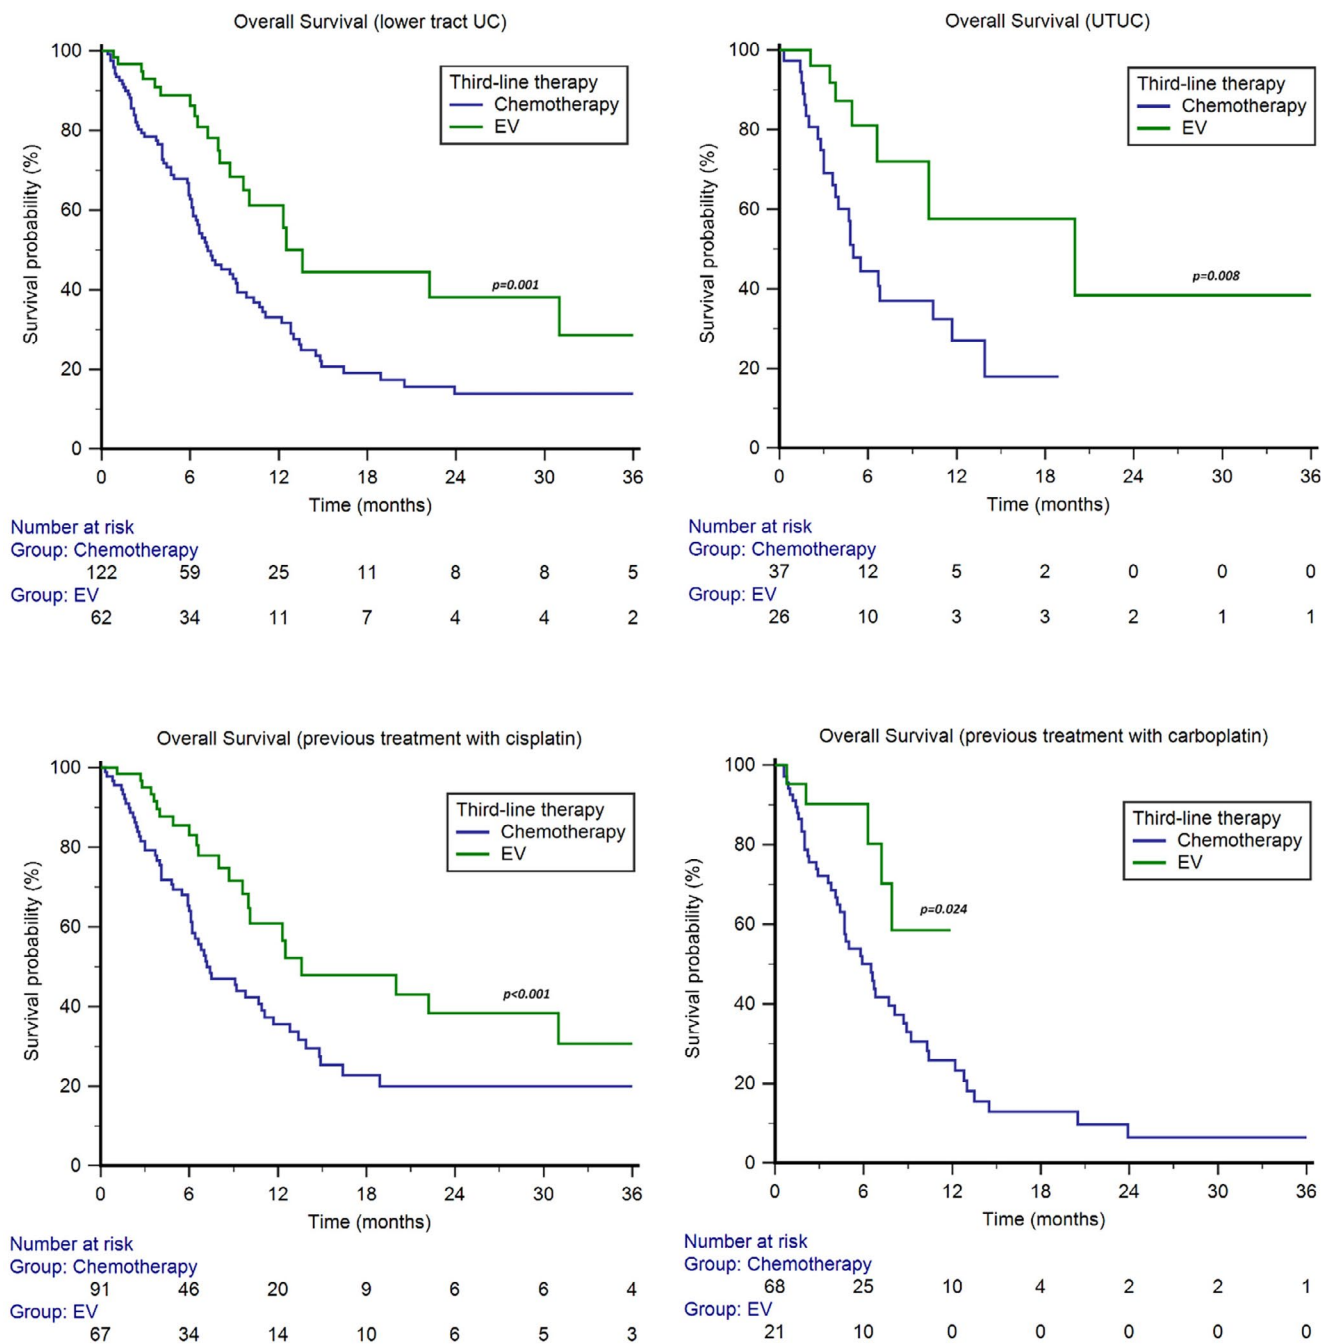 Overall Survival (lower tract UC)
100
80
60
40
20
0
Survival probability (%)
Third-line therapy
Chemotherapy
EV
p=0.001
0 6 12 18 24 30 36
Time (months)
Number at risk
Group: Chemotherapy
122 59 25 11 8 8 5
Group: EV
62 34 11 7 4 4 2
Overall Survival (UTUC)
100
80
60
40
20
0
Survival probability (%)
Third-line therapy
Chemotherapy
EV
p=0.008
0 6 12 18 24 30 36
Time (months)
Number at risk
Group: Chemotherapy
37 12 5 2 0 0 0
Group: EV
26 10 3 3 2 1 1
Overall Survival (previous treatment with cisplatin)
100
80
60
40
20
0
Survival probability (%)
Third-line therapy
Chemotherapy
EV
p<0.001
0 6 12 18 24 30 36
Time (months)
Number at risk
Group: Chemotherapy
91 46 20 9 6 6 4
Group: EV
67 34 14 10 6 5 3
Overall Survival (previous treatment with carboplatin)
100
80
60
40
20
0
Survival probability (%)
Third-line therapy
Chemotherapy
EV
p=0.024
0 6 12 18 24 30 36
Time (months)
Number at risk
Group: Chemotherapy
68 25 10 4 2 2 1
Group: EV
21 10 0 0 0 0 0